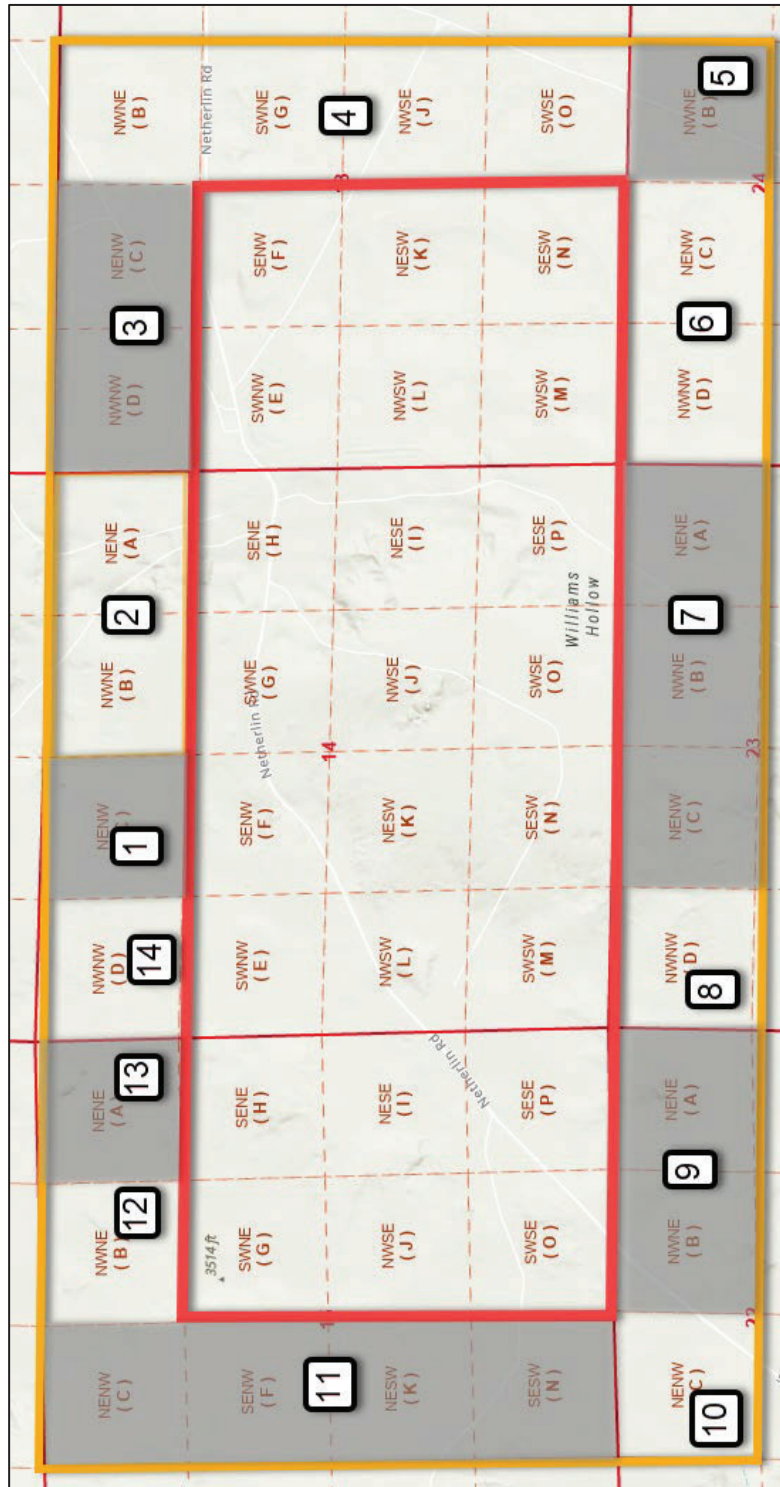 NENW NWNE NENE NWNW NENW NWNE NENE NWNW NENW NWNE
(C) (B) (A) (D) C) (B) (A) (D) (C) (B)
12 13 14 1 2 3
3514 ft
Netherlin Rd
SENW SWNE SENE SWNW SENW SWNE SENE SWNW SENW SWNE
(F) (G) (H) (E) (F) (G) (H) (E) (F) (G)
Netherlin Rd
11 14 4
NESW NWSE NESE NWSW NESW NWSE NESE NWSW NESW NWSE
(K) (J) (I) (L) (K) (J) (I) (L) (K) (J)
Netherlin Rd
SESW SWSE SESE SWSW SESW SWSE SESE SWSW SESW SWSE
(N) (O) (P) (M) (N) (O) (P) (M) (N) (O)
Williams
Hollow
NENW NWNE NENE NWNW NENW NWNE NENE NWNW NENW NWNE
C) (B) (A) (D) (C) (B) (A) (D) (C) (B)
10 9 8 7 6 5
22 23 24